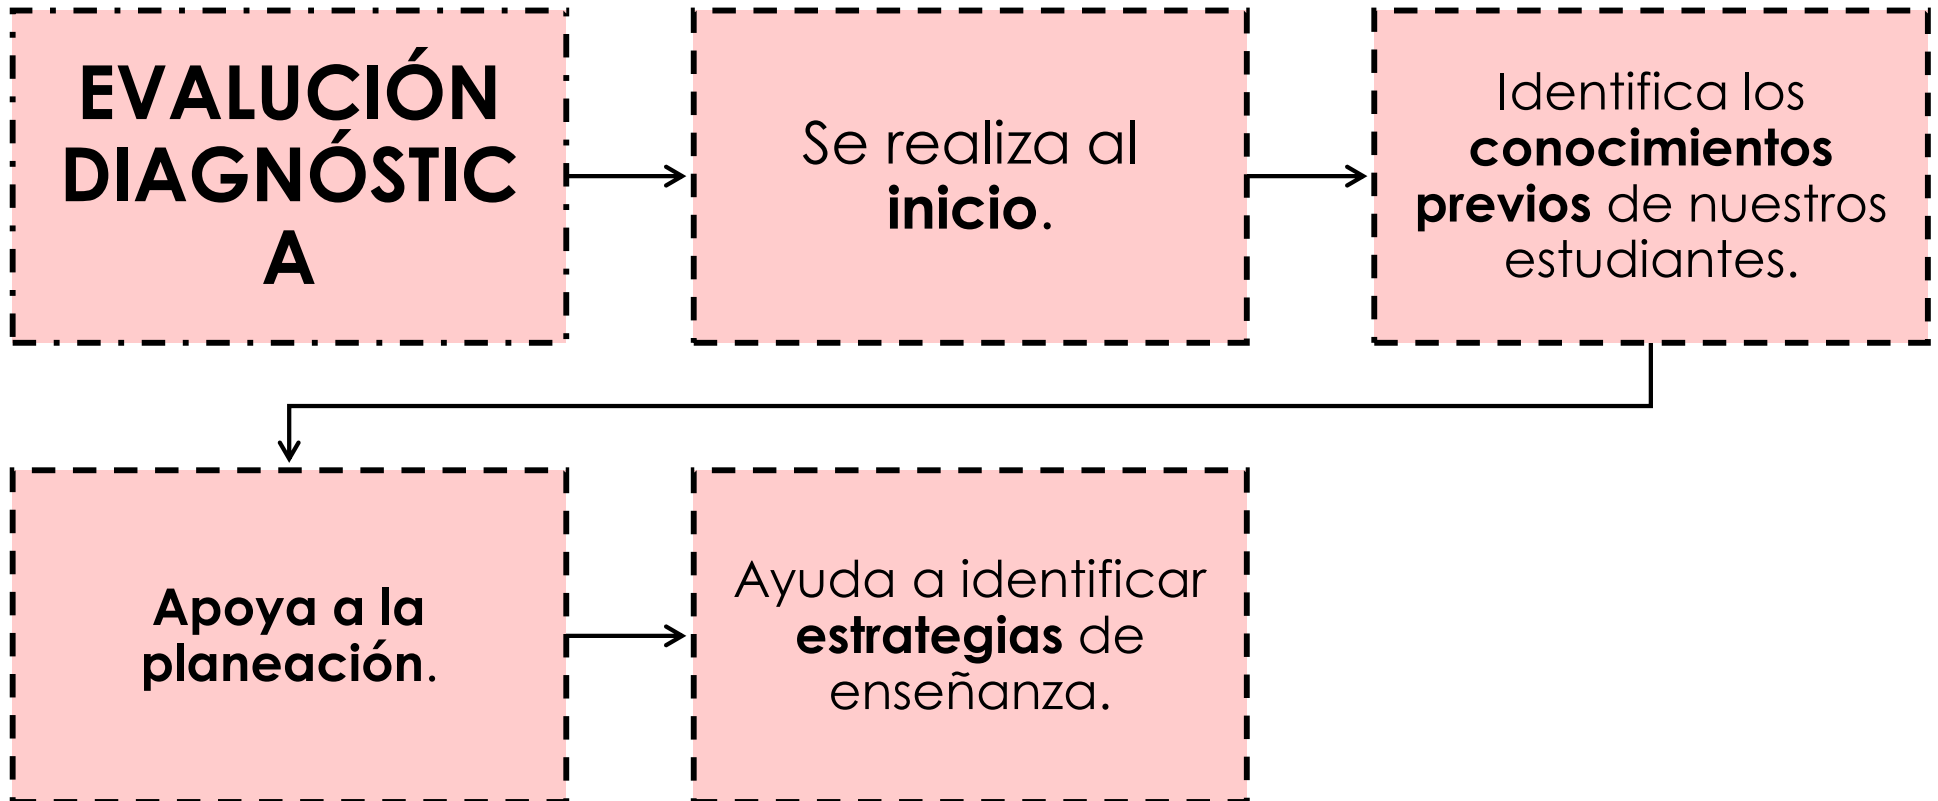 EVALUCIÓN
DIAGNÓSTIC
A
Se realiza al
inicio.
Identifica los
conocimientos
previos de nuestros
estudiantes.
Apoya a la
planeación.
Ayuda a identificar
estrategias de
enseñanza.